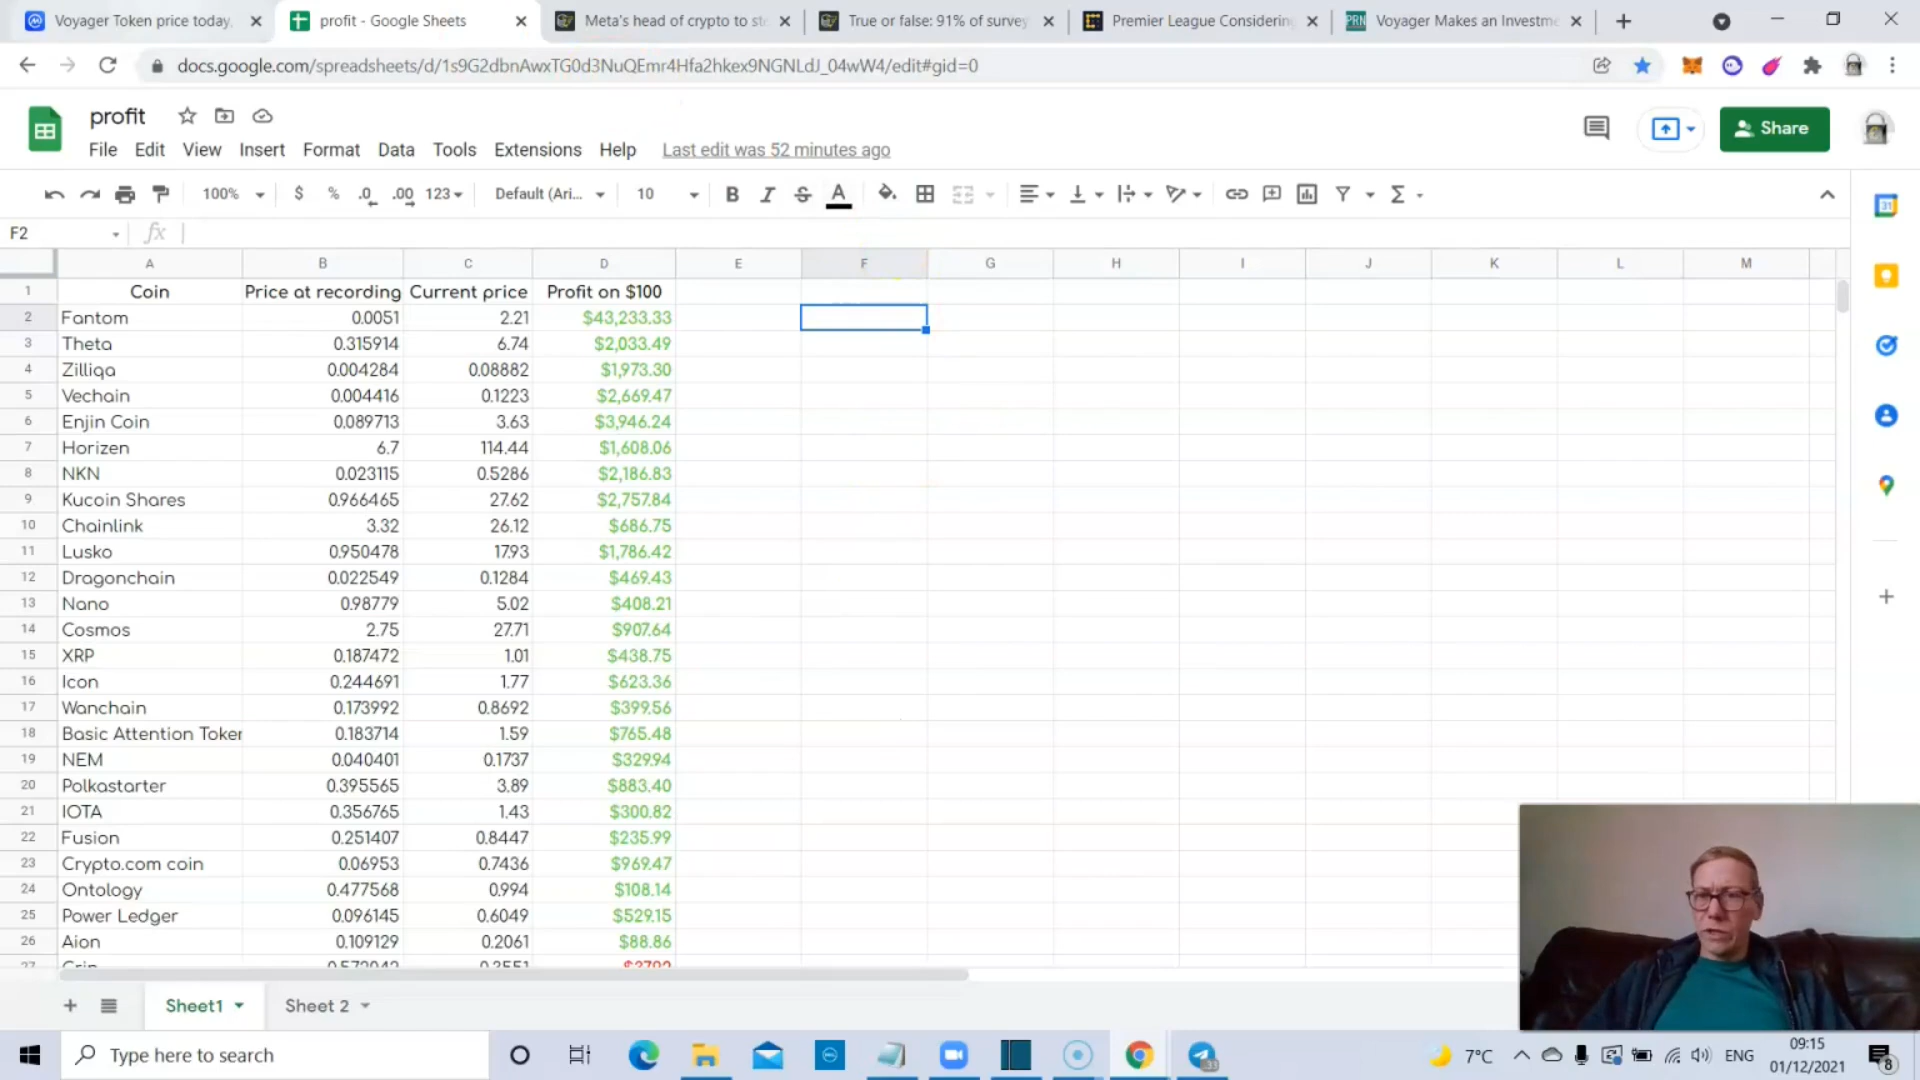 Voyager Token price today,
profit - Google Sheets
Meta's head of crypto to st
True or false: 91% of survey
Premier League Considering
PRN Voyager Makes an Investme
docs.google.com/spreadsheets/d/1s9G2dbnAwxTG0d3NuQEmr4Hfa2hkex9NGNLdJ_04wW4/edit#gid=0
profit
File Edit View Insert Format Data Tools Extensions Help Last edit was 52 minutes ago
Share
100% $ % .0 .00 123 Default (Ari... 10 B I S A
F2 fx
A B C D E F G H I J K L M
1 Coin Price at recording Current price Profit on $100
2 Fantom 0.0051 2.21 $43,233.33
3 Theta 0.315914 6.74 $2,033.49
4 Zilliqa 0.004284 0.08882 $1,973.30
5 Vechain 0.004416 0.1223 $2,669.47
6 Enjin Coin 0.089713 3.63 $3,946.24
7 Horizen 6.7 114.44 $1,608.06
8 NKN 0.023115 0.5286 $2,186.83
9 Kucoin Shares 0.966465 27.62 $2,757.84
10 Chainlink 3.32 26.12 $686.75
11 Lusko 0.950478 17.93 $1,786.42
12 Dragonchain 0.022549 0.1284 $469.43
13 Nano 0.98779 5.02 $408.21
14 Cosmos 2.75 27.71 $907.64
15 XRP 0.187472 1.01 $438.75
16 Icon 0.244691 1.77 $623.36
17 Wanchain 0.173992 0.8692 $399.56
18 Basic Attention Token 0.183714 1.59 $765.48
19 NEM 0.040401 0.1737 $329.94
20 Polkastarter 0.395565 3.89 $883.40
21 IOTA 0.356765 1.43 $300.82
22 Fusion 0.251407 0.8447 $235.99
23 Crypto.com coin 0.06953 0.7436 $969.47
24 Ontology 0.477568 0.994 $108.14
25 Power Ledger 0.096145 0.6049 $529.15
26 Aion 0.109129 0.2061 $88.86
Sheet1 Sheet 2
Type here to search
7°C ENG
09:15
01/12/2021
8